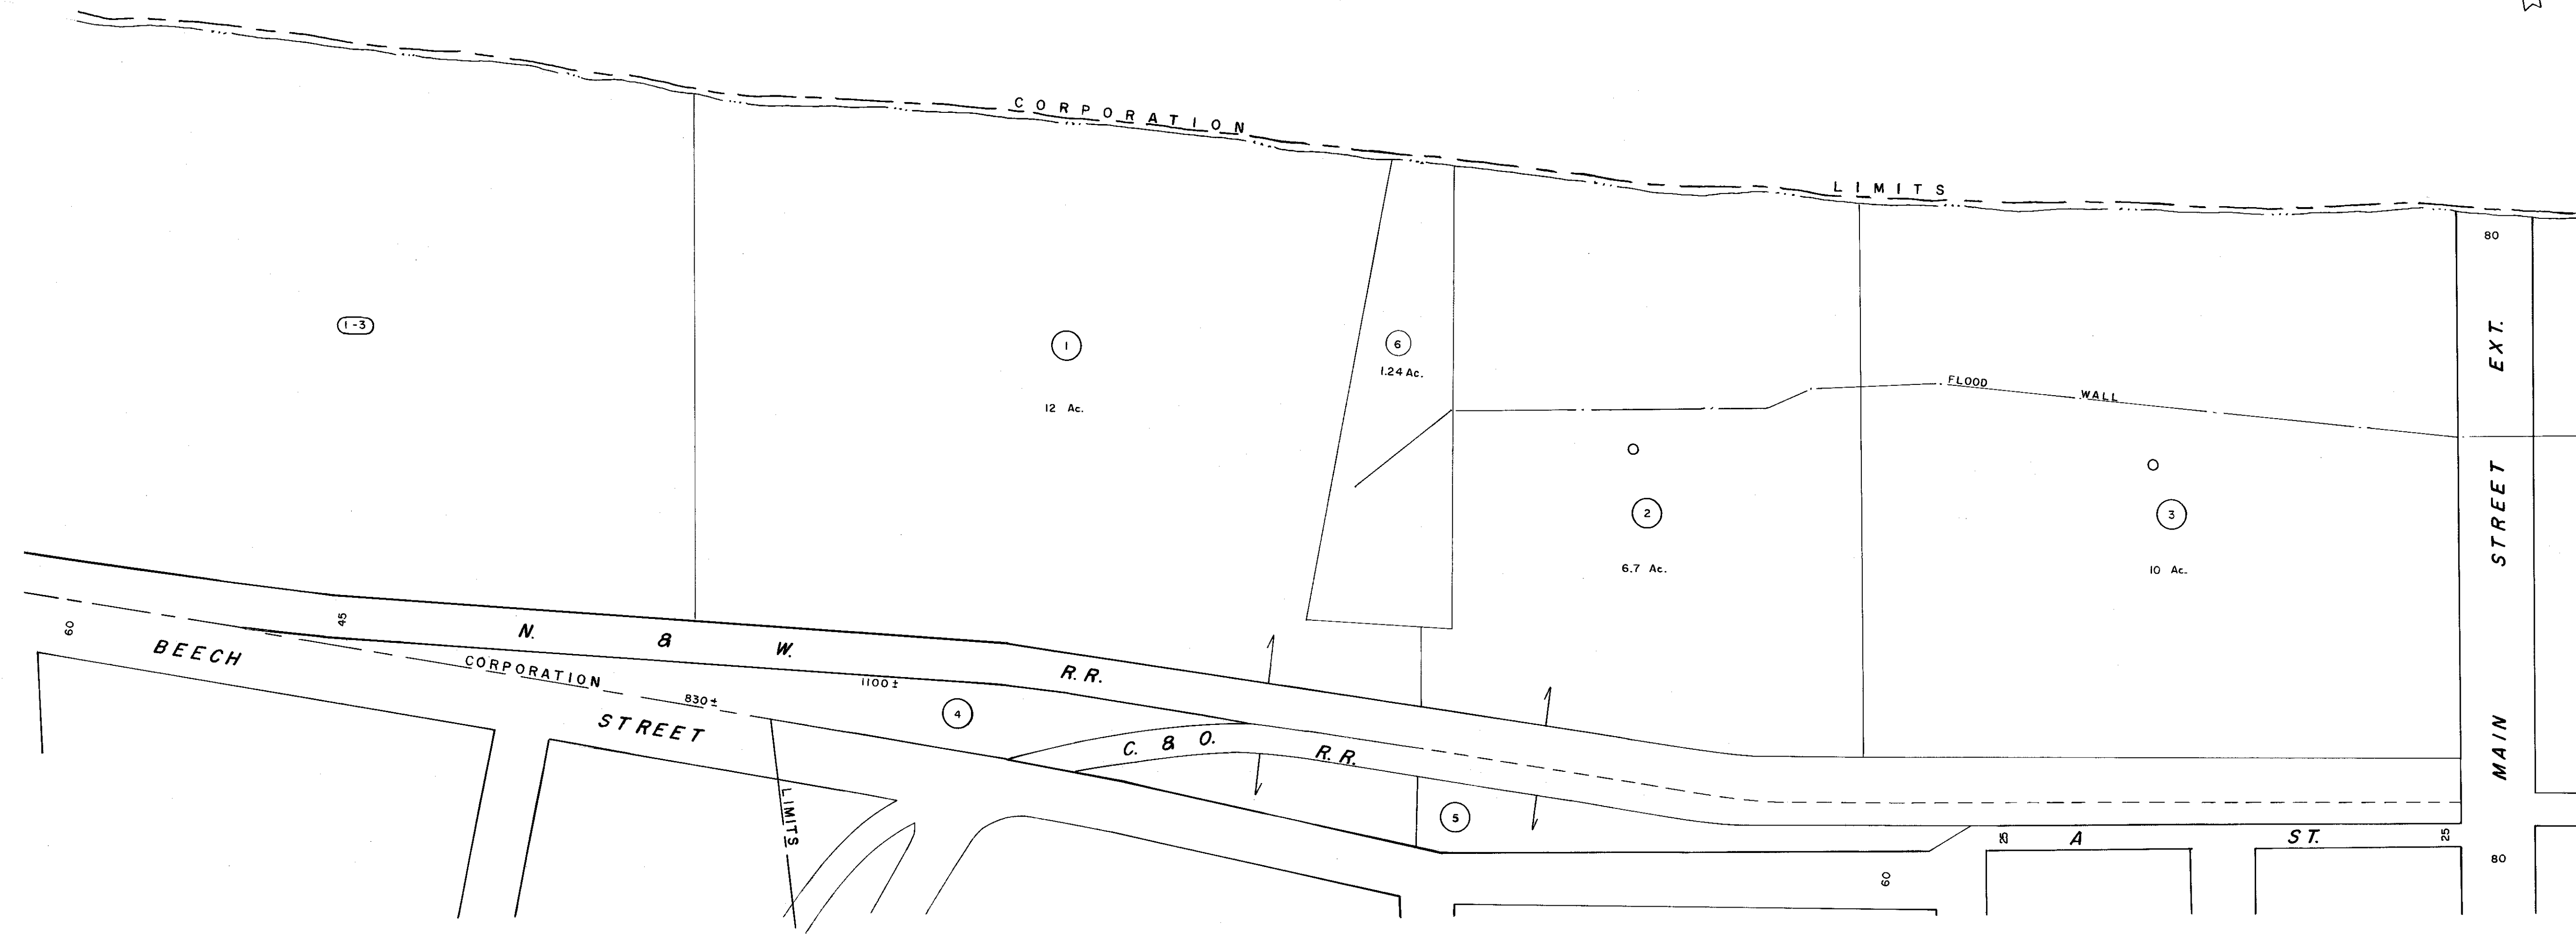 CORPORATION
LIMITS
80
EXT.
1-3
1
12 Ac.
6
1.24 Ac.
FLOOD
WALL
2
6.7 Ac.
3
10 Ac.
STREET
MAIN
60
45
N. & W. R.R.
BEECH
CORPORATION
830±
1100±
STREET
4
C. & O. R.R.
LIMITS
5
25
A
ST.
25
80
60